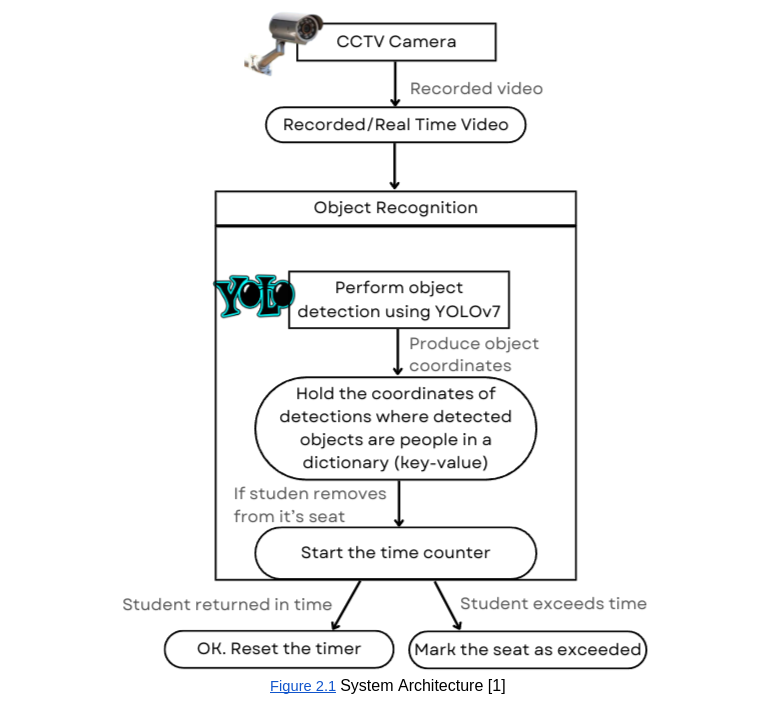 CCTV Camera
Recorded video
Recorded/Real Time Video
Object Recognition
YOLO
Perform object
detection using YOLOv7
Produce object
coordinates
Hold the coordinates of
detections where detected
objects are people in a
dictionary (key-value)
If studen removes
from it's seat
Start the time counter
Student returned in time
Student exceeds time
OK. Reset the timer
Mark the seat as exceeded
Figure 2.1 System Architecture [1]